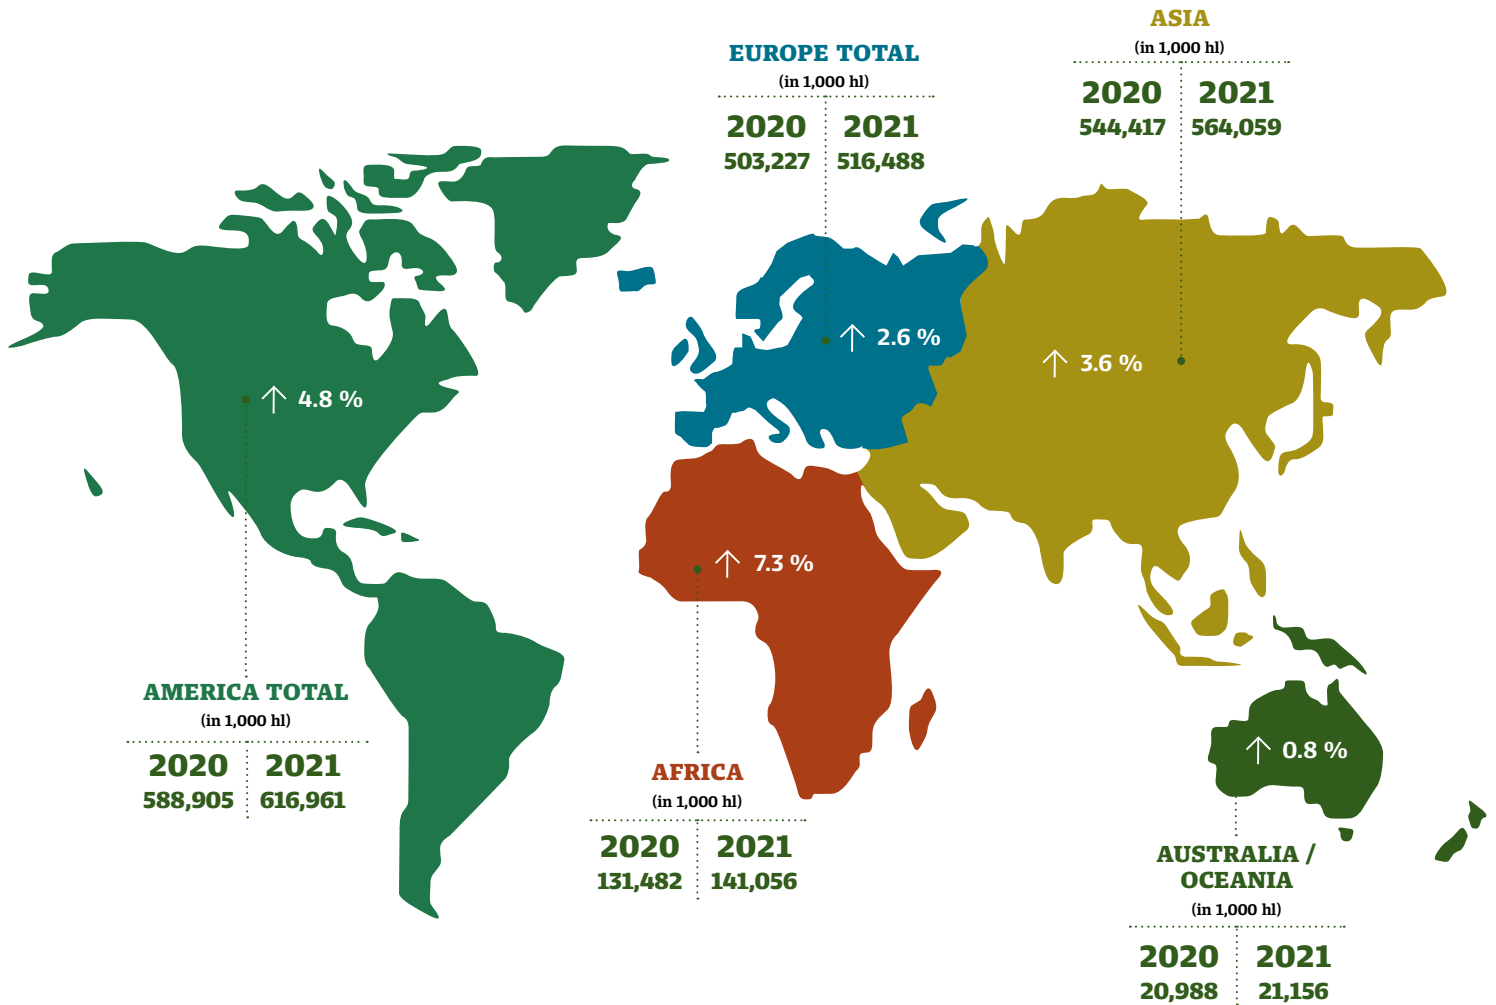 ASIA
(in 1,000 hl)
2020 2021
544,417 564,059
EUROPE TOTAL
(in 1,000 hl)
2020 2021
503,227 516,488
↑ 2.6 %
↑ 3.6 %
↑ 4.8 %
↑ 7.3 %
AMERICA TOTAL
(in 1,000 hl)
2020 2021
588,905 616,961
AFRICA
(in 1,000 hl)
2020 2021
131,482 141,056
↑ 0.8 %
AUSTRALIA /
OCEANIA
(in 1,000 hl)
2020 2021
20,988 21,156